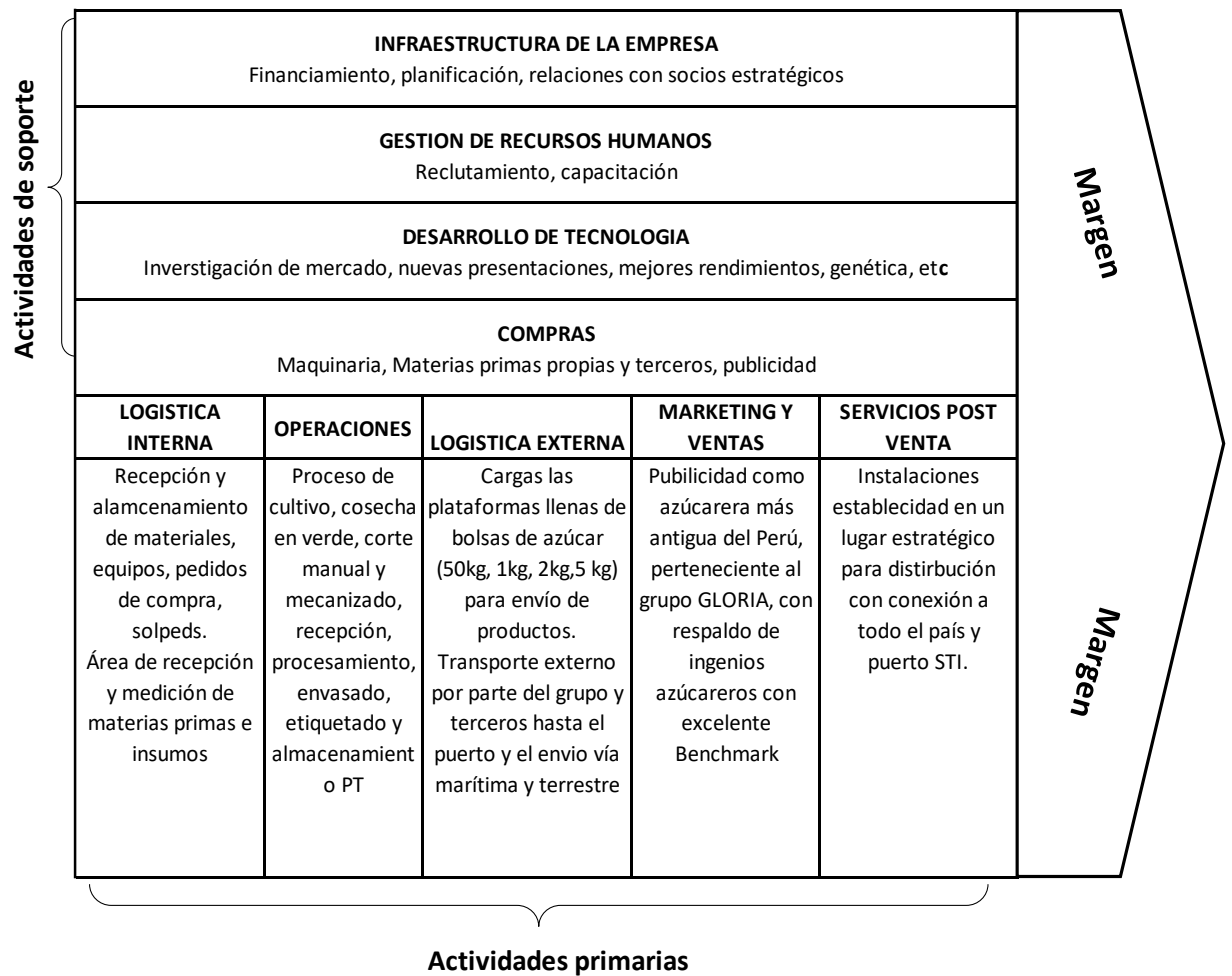 Actividades de soporte
INFRAESTRUCTURA DE LA EMPRESA
Financiamiento, planificación, relaciones con socios estratégicos
GESTION DE RECURSOS HUMANOS
Reclutamiento, capacitación
DESARROLLO DE TECNOLOGIA
Inverstigación de mercado, nuevas presentaciones, mejores rendimientos, genética, etc
COMPRAS
Maquinaria, Materias primas propias y terceros, publicidad
LOGISTICA
INTERNA
Recepción y
alamcenamiento
de materiales,
equipos, pedidos
de compra,
solpeds.
Área de recepción
y medición de
materias primas e
insumos
OPERACIONES
Proceso de
cultivo, cosecha
en verde, corte
manual y
mecanizado,
recepción,
procesamiento,
envasado,
etiquetado y
almacenamient
o PT
LOGISTICA EXTERNA
Cargas las
plataformas llenas de
bolsas de azúcar
(50kg, 1kg, 2kg,5 kg)
para envío de
productos.
Transporte externo
por parte del grupo y
terceros hasta el
puerto y el envio vía
marítima y terrestre
MARKETING Y
VENTAS
Pubilicidad como
azúcarera más
antigua del Perú,
perteneciente al
grupo GLORIA, con
respaldo de
ingenios
azúcareros con
excelente
Benchmark
SERVICIOS POST
VENTA
Instalaciones
establecidad en un
lugar estratégico
para distirbución
con conexión a
todo el país y
puerto STI.
Margen
Margen
Actividades primarias